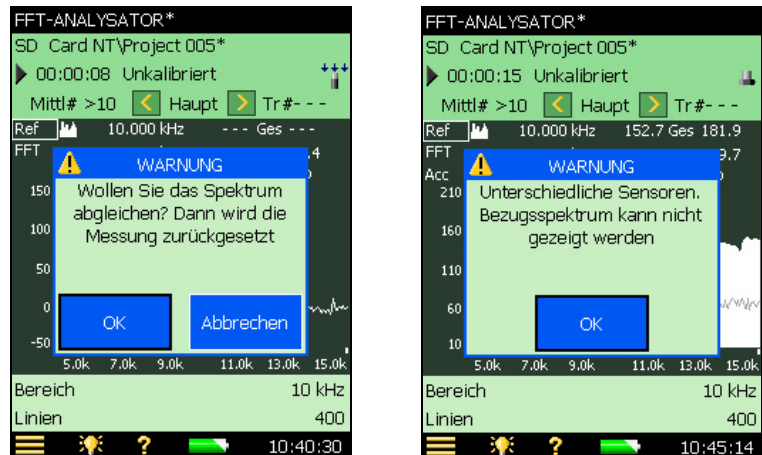 FFT-ANALYSATOR*
SD Card NT\Project 005*
00:00:08 Unkalibriert
Mittl# >10 < Haupt > Tr#- - -
Ref 10.000 kHz - - - Ges - - -
FFT .4
WARNUNG
Wollen Sie das Spektrum
abgleichen? Dann wird die
Messung zurückgesetzt
150
100
50
0
-50
OK Abbrechen
5.0k 7.0k 9.0k 11.0k 13.0k 15.0k
Bereich 10 kHz
Linien 400
? 10:40:30
FFT-ANALYSATOR*
SD Card NT\Project 005*
00:00:15 Unkalibriert
Mittl# >10 < Haupt > Tr#- - -
Ref 10.000 kHz 152.7 Ges 181.9
FFT 9.7
Acc
WARNUNG
Unterschiedliche Sensoren.
Bezugsspektrum kann nicht
gezeigt werden
210
160
110
60
10
OK
5.0k 7.0k 9.0k 11.0k 13.0k 15.0k
Bereich 10 kHz
Linien 400
? 10:45:14